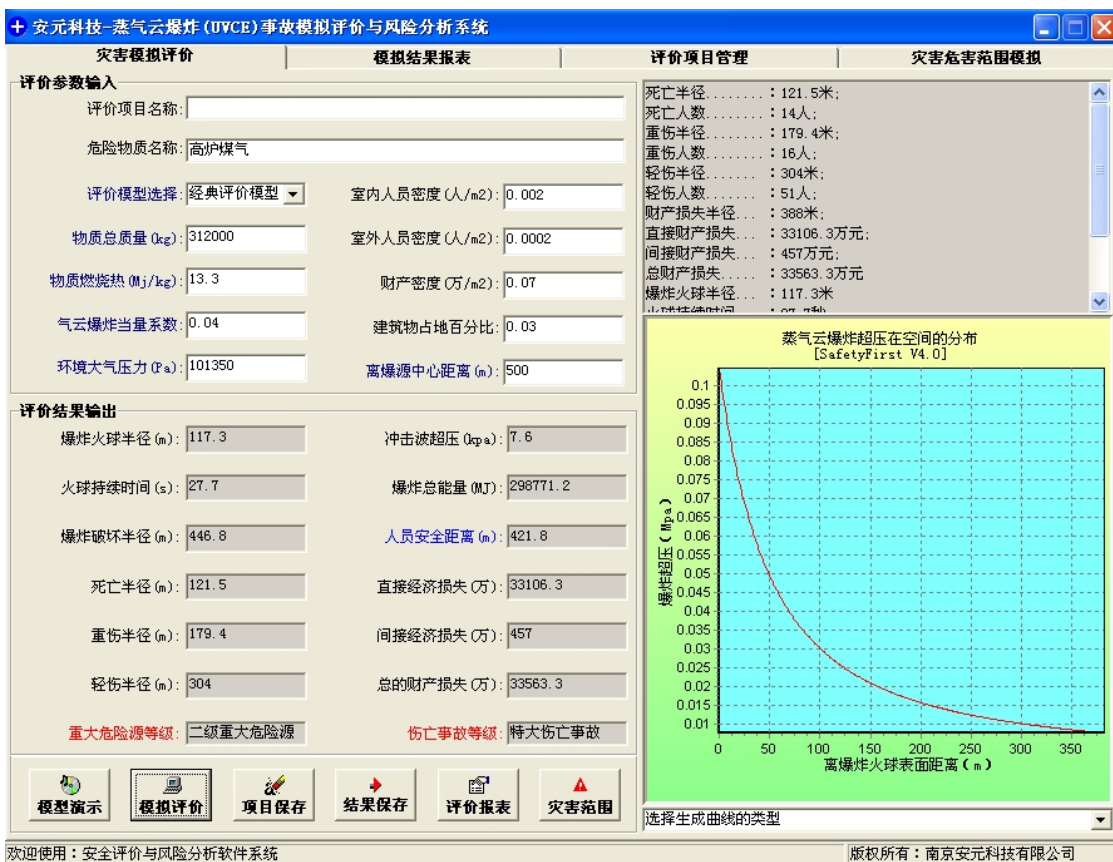 安元科技-蒸气云爆炸(UVCE)事故模拟评价与风险分析系统
灾害模拟评价 模拟结果报表 评价项目管理 灾害危害范围模拟
评价参数输入
评价项目名称:
危险物质名称: 高炉煤气
评价模型选择: 经典评价模型 室内人员密度(人/m2): 0.002
物质总质量(kg): 312000 室外人员密度(人/m2): 0.0002
物质燃烧热(Mj/kg): 13.3 财产密度(万/m2): 0.07
气云爆炸当量系数: 0.04 建筑物占地百分比: 0.03
环境大气压力(Pa): 101350 离爆源中心距离(m): 500
评价结果输出
爆炸火球半径(m): 117.3 冲击波超压(kpa): 7.6
火球持续时间(s): 27.7 爆炸总能量(MJ): 298771.2
爆炸破坏半径(m): 446.8 人员安全距离(m): 421.8
死亡半径(m): 121.5 直接经济损失(万): 33106.3
重伤半径(m): 179.4 间接经济损失(万): 457
轻伤半径(m): 304 总的财产损失(万): 33563.3
重大危险源等级: 二级重大危险源 伤亡事故等级: 特大伤亡事故
模型演示 模拟评价 项目保存 结果保存 评价报表 灾害范围
死亡半径........:121.5米;
死亡人数........:14人;
重伤半径........:179.4米;
重伤人数........:16人;
轻伤半径........:304米;
轻伤人数........:51人;
财产损失半径...:388米;
直接财产损失...:33106.3万元;
间接财产损失...:457万元;
总财产损失.....:33563.3万元
爆炸火球半径...:117.3米
蒸气云爆炸超压在空间的分布
[SafetyFirst V4.0]
爆炸超压(Mpa)
0.1
0.095
0.09
0.085
0.08
0.075
0.07
0.065
0.06
0.055
0.05
0.045
0.04
0.035
0.03
0.025
0.02
0.015
0.01
0 50 100 150 200 250 300 350
离爆炸火球表面距离(m)
选择生成曲线的类型
欢迎使用:安全评价与风险分析软件系统 版权所有:南京安元科技有限公司